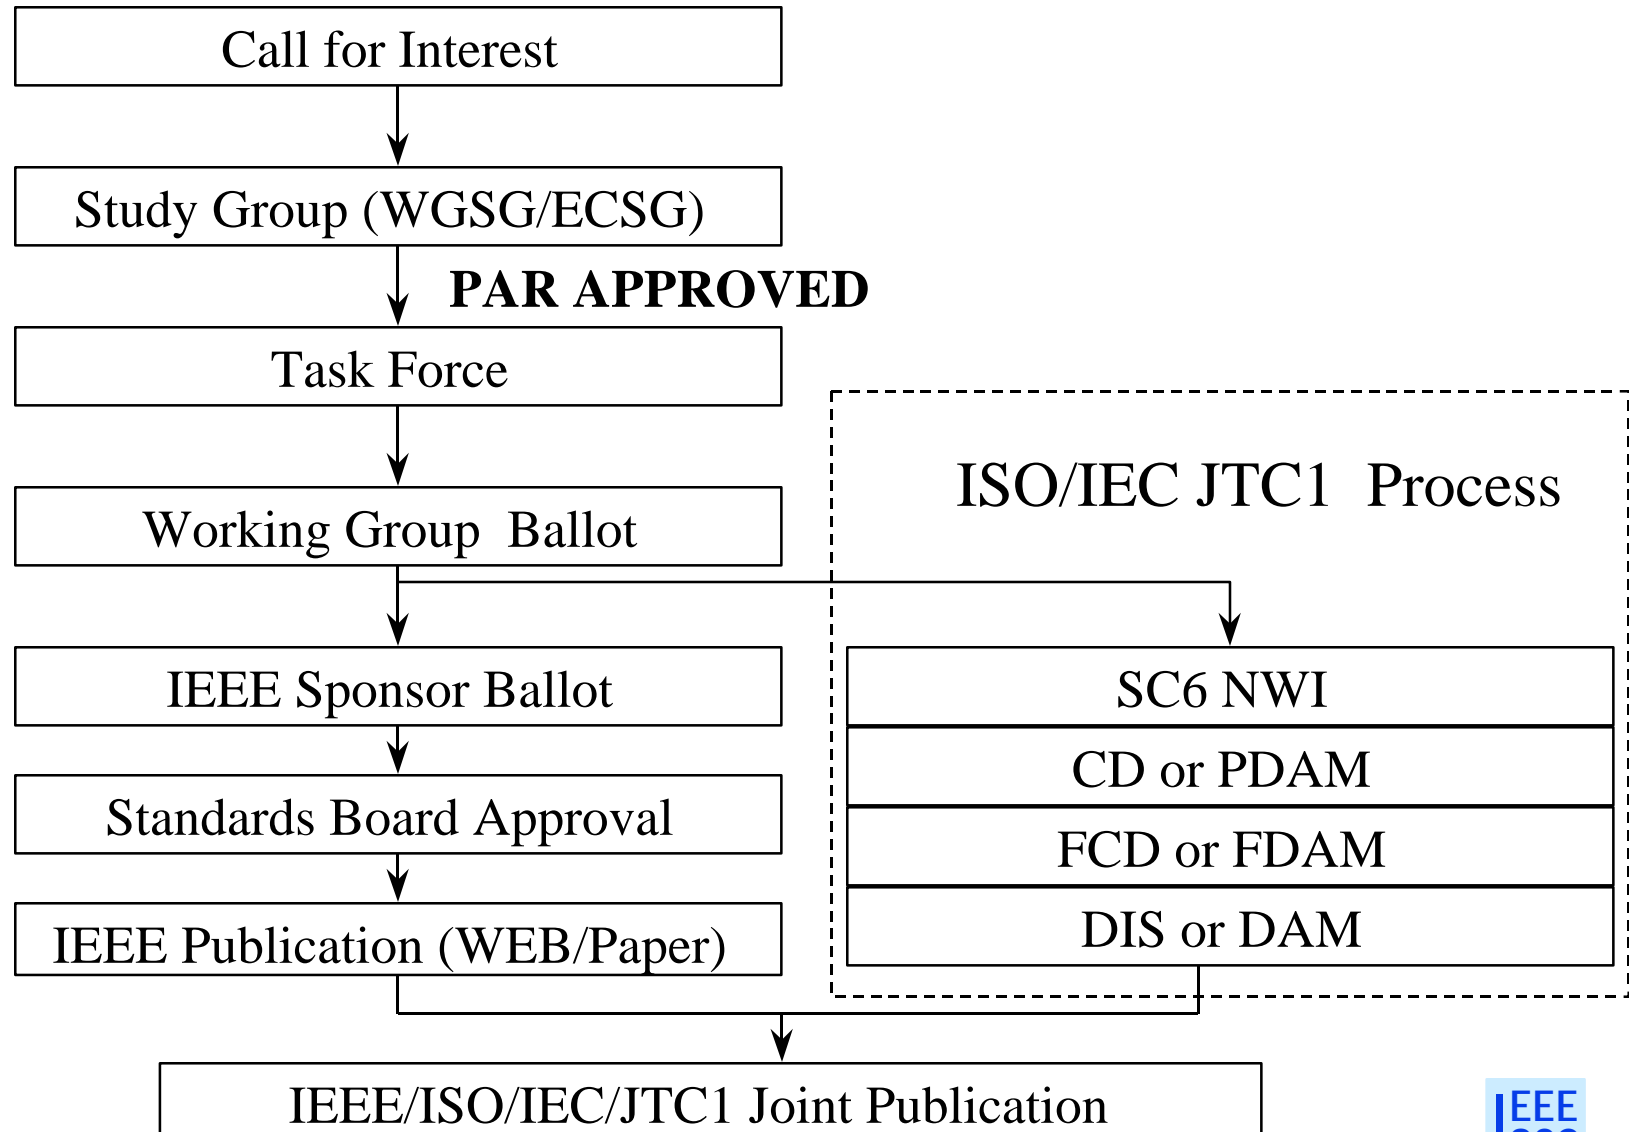 Call for Interest
Study Group (WGSG/ECSG)
PAR APPROVED
Task Force
Working Group  Ballot
ISO/IEC JTC1  Process
IEEE Sponsor Ballot
Standards Board Approval
IEEE Publication (WEB/Paper)
SC6 NWI
CD or PDAM
FCD or FDAM
DIS or DAM
IEEE/ISO/IEC/JTC1 Joint Publication
IEEE